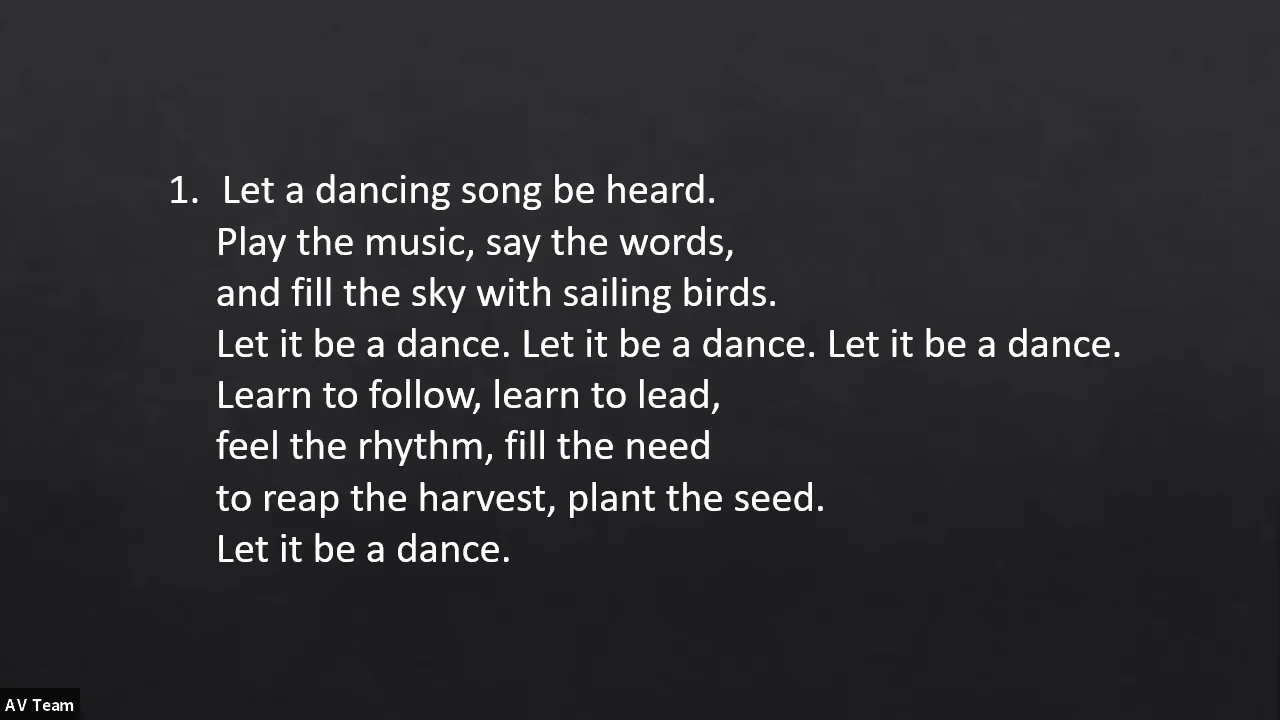 1. Let a dancing song be heard.
Play the music, say the words,
and fill the sky with sailing birds.
Let it be a dance. Let it be a dance. Let it be a dance.
Learn to follow, learn to lead,
feel the rhythm, fill the need
to reap the harvest, plant the seed.
Let it be a dance.
AV Team